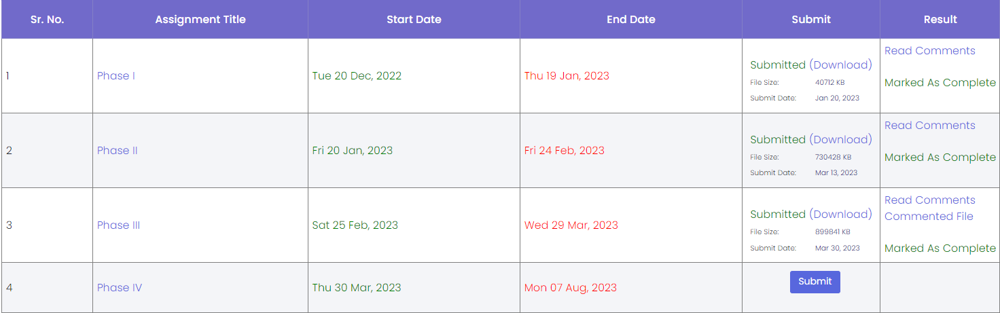 Sr. No. Assignment Title Start Date End Date Submit Result
1 Phase I Tue 20 Dec, 2022 Thu 19 Jan, 2023
Submitted (Download)
File Size: 40712 KB
Submit Date: Jan 20, 2023
Read Comments
Marked As Complete
2 Phase II Fri 20 Jan, 2023 Fri 24 Feb, 2023
Submitted (Download)
File Size: 730428 KB
Submit Date: Mar 13, 2023
Read Comments
Marked As Complete
3 Phase III Sat 25 Feb, 2023 Wed 29 Mar, 2023
Submitted (Download)
File Size: 899841 KB
Submit Date: Mar 30, 2023
Read Comments
Commented File
Marked As Complete
4 Phase IV Thu 30 Mar, 2023 Mon 07 Aug, 2023
Submit